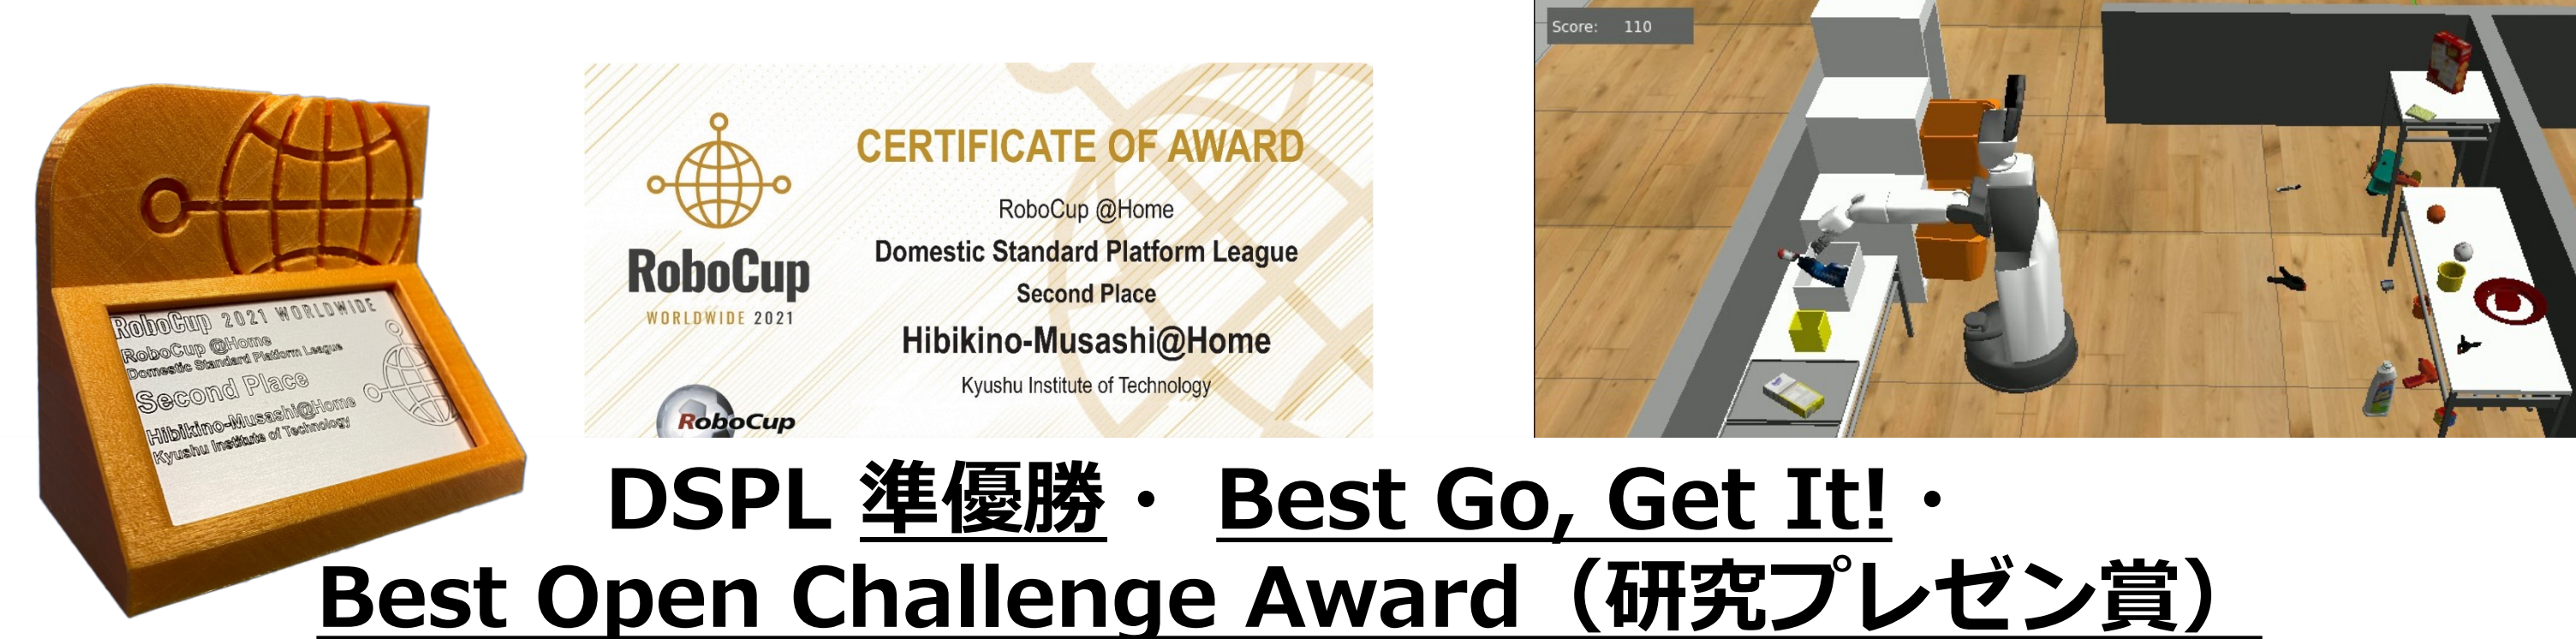 RoboCup 2021 WORLDWIDE
RoboCup @Home
Domestic Standard Platform League
Second Place
Hibikino-Musashi@Home
Kyushu Institute of Technology
RoboCup
WORLDWIDE 2021
CERTIFICATE OF AWARD
RoboCup @Home
Domestic Standard Platform League
Second Place
Hibikino-Musashi@Home
Kyushu Institute of Technology
RoboCup
Score: 110
DSPL 準優勝・ Best Go, Get It!・
Best Open Challenge Award（研究プレゼン賞）